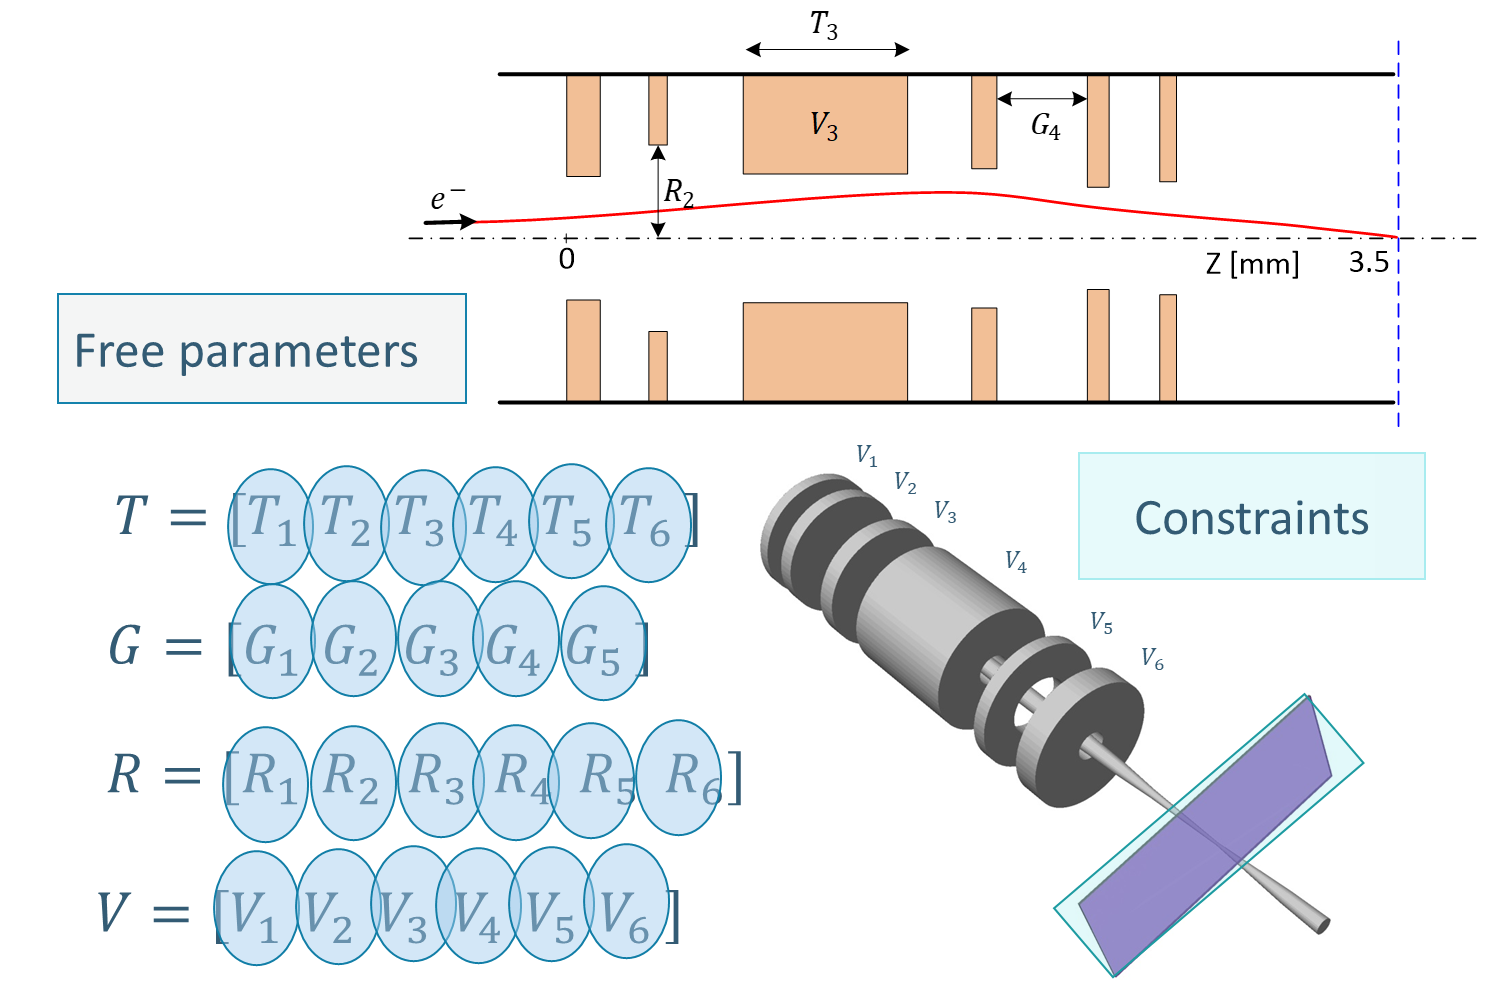 T₃
V₃
G₄
R₂
e⁻
0
Z [mm]
3.5
Free parameters
T = [T₁ T₂ T₃ T₄ T₅ T₆]
G = [G₁ G₂ G₃ G₄ G₅]
R = [R₁ R₂ R₃ R₄ R₅ R₆]
V = [V₁ V₂ V₃ V₄ V₅ V₆]
V₁
V₂
V₃
V₄
V₅
V₆
Constraints